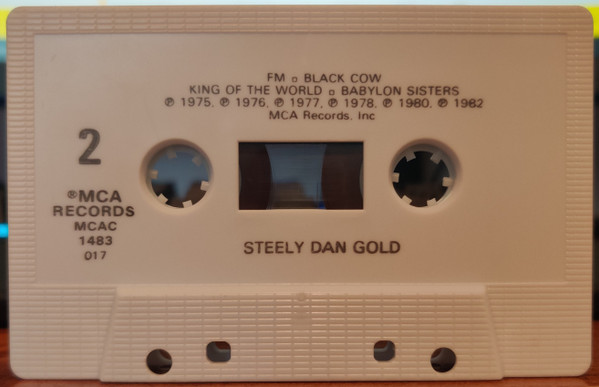 FM ▫ BLACK COW
KING OF THE WORLD ▫ BABYLON SISTERS
℗ 1975, ℗ 1976, ℗ 1977, ℗ 1978, ℗ 1980, ℗ 1982
MCA Records, Inc
2
®MCA
RECORDS
MCAC
1483
017
STEELY DAN GOLD